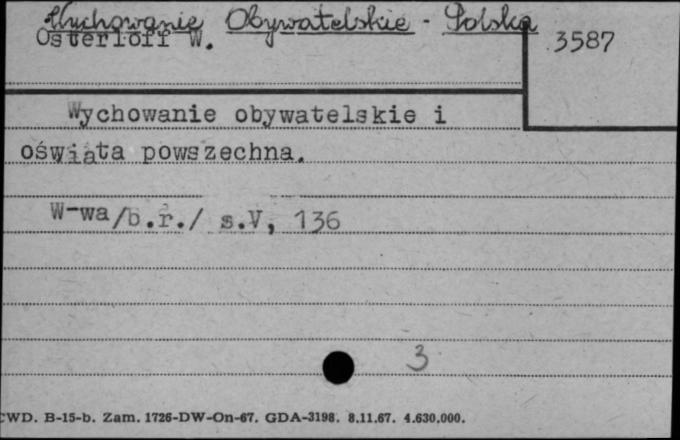 Wychowanie Obywatelskie - Polska
Osterloff W.
3587
Wychowanie obywatelskie i
oświata powszechna.
W-wa/b.r./ s.V, 136
3
CWD. B-15-b. Zam. 1726-DW-On-67. GDA-3198. 8.11.67. 4.630.000.